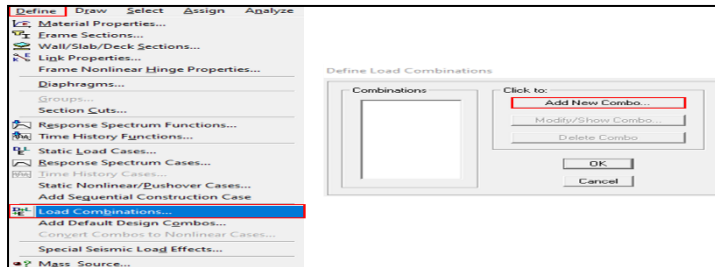 Define Draw Select Assign Analyze
Material Properties...
Frame Sections...
Wall/Slab/Deck Sections...
Link Properties...
Frame Nonlinear Hinge Properties...
Diaphragms...
Groups...
Section Cuts...
Response Spectrum Functions...
Time History Functions...
Static Load Cases...
Response Spectrum Cases...
Time History Cases...
Static Nonlinear/Pushover Cases...
Add Sequential Construction Case
Load Combinations...
Add Default Design Combos...
Convert Combos to Nonlinear Cases...
Special Seismic Load Effects...
Mass Source...
Define Load Combinations
Combinations
Click to:
Add New Combo...
Modify/Show Combo...
Delete Combo
OK
Cancel